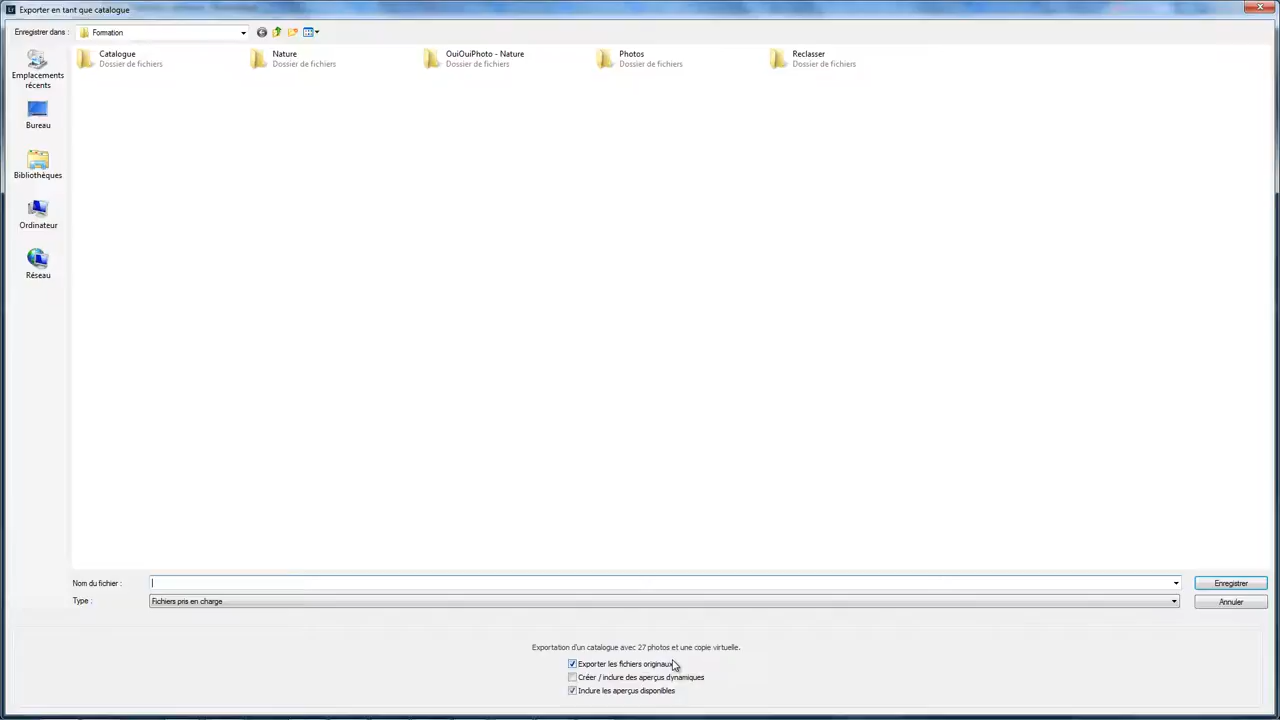 Lr Exporter en tant que catalogue
Enregistrer dans : Formation
Catalogue
Dossier de fichiers
Nature
Dossier de fichiers
OuiOuiPhoto - Nature
Dossier de fichiers
Photos
Dossier de fichiers
Reclasser
Dossier de fichiers
Emplacements
récents
Bureau
Bibliothèques
Ordinateur
Réseau
Nom du fichier :
Enregistrer
Type : Fichiers pris en charge
Annuler
Exportation d'un catalogue avec 27 photos et une copie virtuelle.
Exporter les fichiers originaux
Créer / inclure des aperçus dynamiques
Inclure les aperçus disponibles